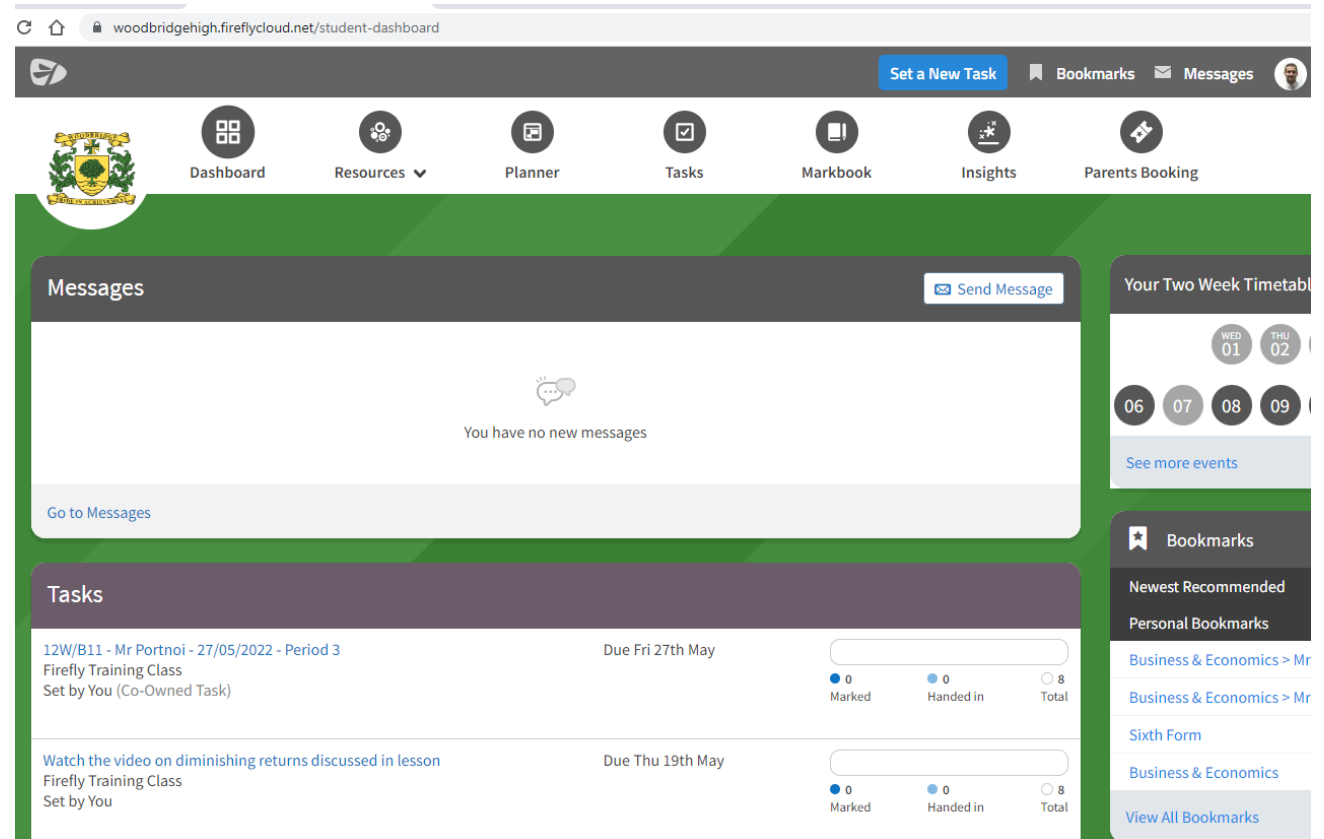 woodbridgehigh.fireflycloud.net/student-dashboard
Set a New Task Bookmarks Messages
WOODBRIDGE
PRIDE IN ACHIEVEMENT
Dashboard Resources Planner Tasks Markbook Insights Parents Booking
Messages Send Message
You have no new messages
Go to Messages
Your Two Week Timetabl
WED 01 THU 02
06 07 08 09
See more events
Tasks
12W/B11 - Mr Portnoi - 27/05/2022 - Period 3 Due Fri 27th May
Firefly Training Class
Set by You (Co-Owned Task)
0 0 8
Marked Handed in Total
Watch the video on diminishing returns discussed in lesson Due Thu 19th May
Firefly Training Class
Set by You
0 0 8
Marked Handed in Total
Bookmarks
Newest Recommended
Personal Bookmarks
Business & Economics > Mr
Business & Economics > Mr
Sixth Form
Business & Economics
View All Bookmarks